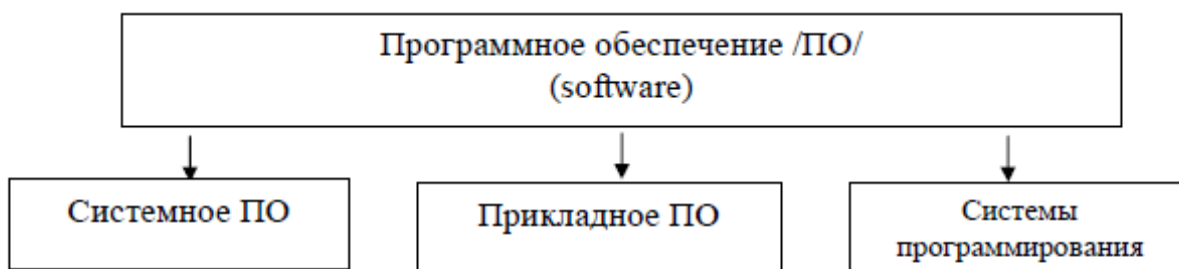 Программное обеспечение /ПО/
(software)
Системное ПО
Прикладное ПО
Системы
программирования